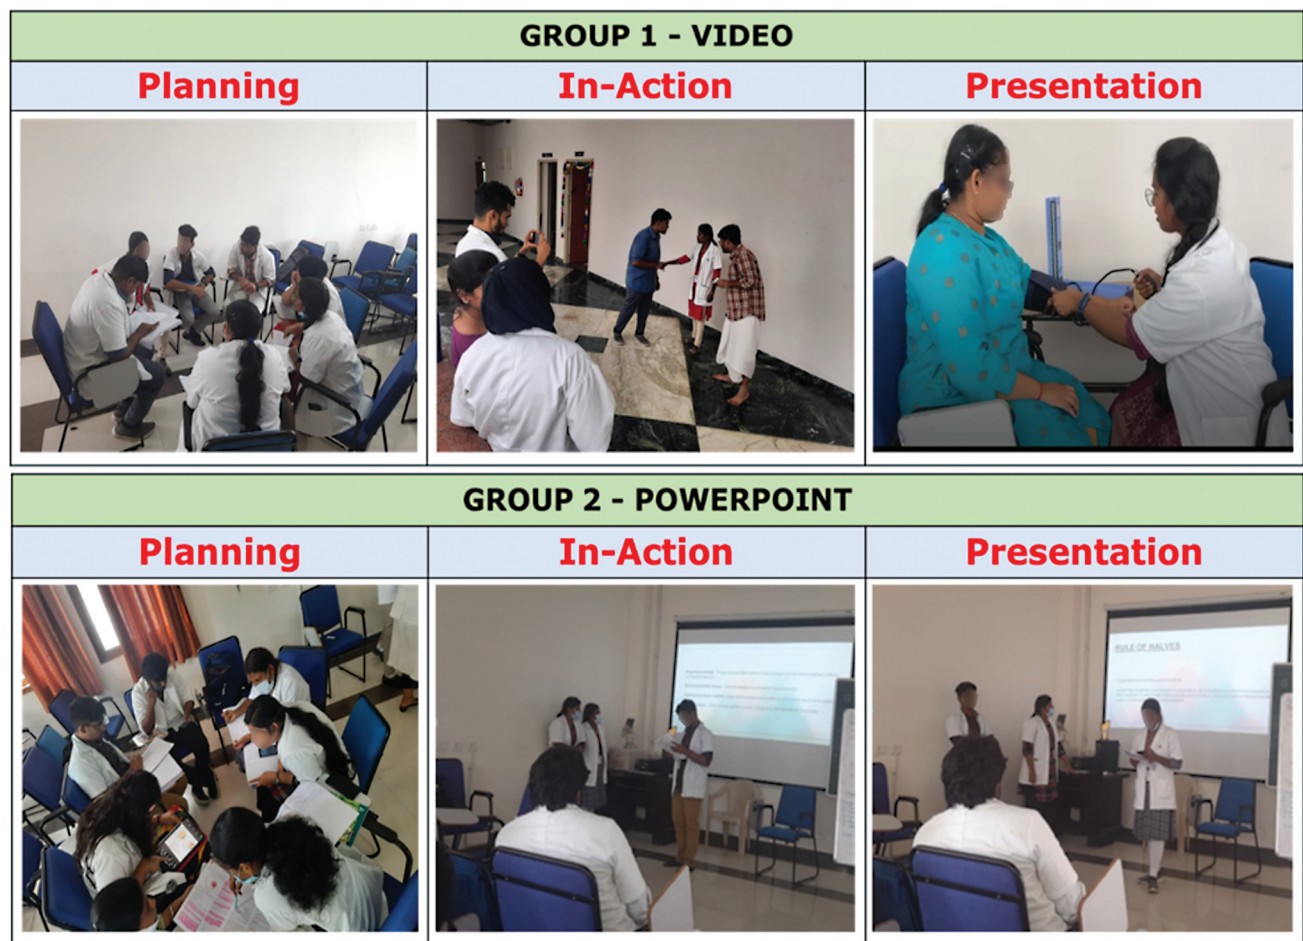 GROUP 1 - VIDEO
Planning
In-Action
Presentation
GROUP 2 - POWERPOINT
Planning
In-Action
Presentation
RULE OF HALVES